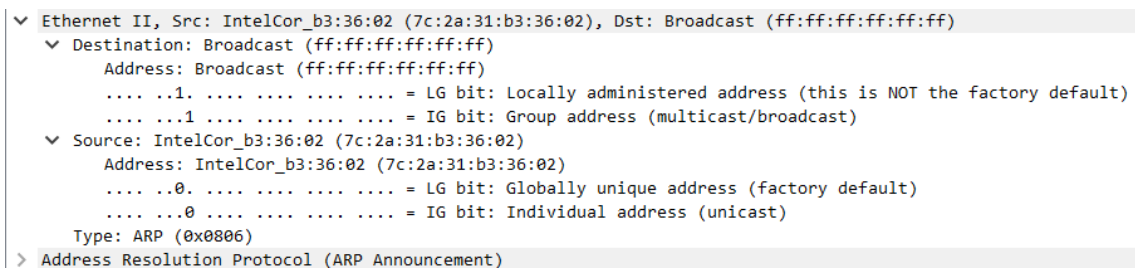 Ethernet II, Src: IntelCor_b3:36:02 (7c:2a:31:b3:36:02), Dst: Broadcast (ff:ff:ff:ff:ff:ff)
Destination: Broadcast (ff:ff:ff:ff:ff:ff)
Address: Broadcast (ff:ff:ff:ff:ff:ff)
.... ..1. .... .... .... .... = LG bit: Locally administered address (this is NOT the factory default)
.... ...1 .... .... .... .... = IG bit: Group address (multicast/broadcast)
Source: IntelCor_b3:36:02 (7c:2a:31:b3:36:02)
Address: IntelCor_b3:36:02 (7c:2a:31:b3:36:02)
.... ..0. .... .... .... .... = LG bit: Globally unique address (factory default)
.... ...0 .... .... .... .... = IG bit: Individual address (unicast)
Type: ARP (0x0806)
Address Resolution Protocol (ARP Announcement)